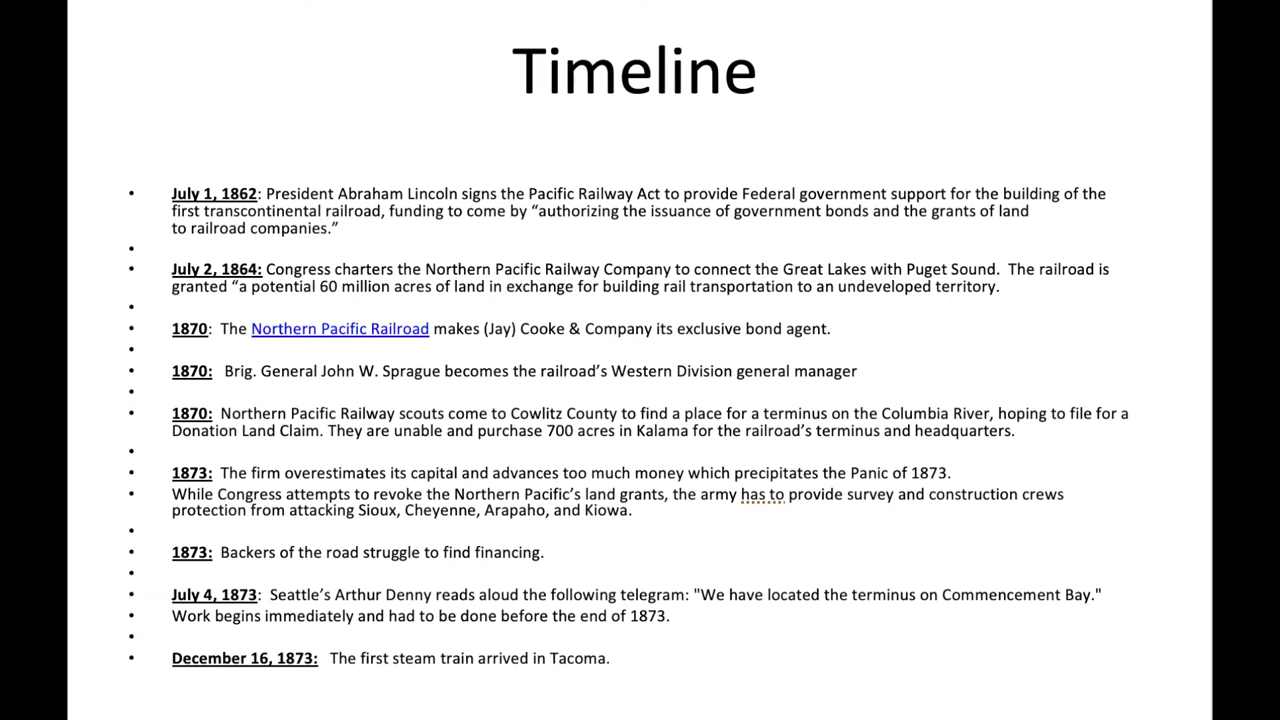 Timeline
• July 1, 1862: President Abraham Lincoln signs the Pacific Railway Act to provide Federal government support for the building of the
first transcontinental railroad, funding to come by “authorizing the issuance of government bonds and the grants of land
to railroad companies.”
•
• July 2, 1864: Congress charters the Northern Pacific Railway Company to connect the Great Lakes with Puget Sound.  The railroad is
granted “a potential 60 million acres of land in exchange for building rail transportation to an undeveloped territory.
•
• 1870:  The Northern Pacific Railroad makes (Jay) Cooke & Company its exclusive bond agent.
•
• 1870:   Brig. General John W. Sprague becomes the railroad’s Western Division general manager
•
• 1870:  Northern Pacific Railway scouts come to Cowlitz County to find a place for a terminus on the Columbia River, hoping to file for a
Donation Land Claim. They are unable and purchase 700 acres in Kalama for the railroad’s terminus and headquarters.
•
• 1873:  The firm overestimates its capital and advances too much money which precipitates the Panic of 1873.
• While Congress attempts to revoke the Northern Pacific’s land grants, the army has to provide survey and construction crews
protection from attacking Sioux, Cheyenne, Arapaho, and Kiowa.
•
• 1873:  Backers of the road struggle to find financing.
•
• July 4, 1873:  Seattle’s Arthur Denny reads aloud the following telegram: "We have located the terminus on Commencement Bay."
• Work begins immediately and had to be done before the end of 1873.
•
• December 16, 1873:   The first steam train arrived in Tacoma.